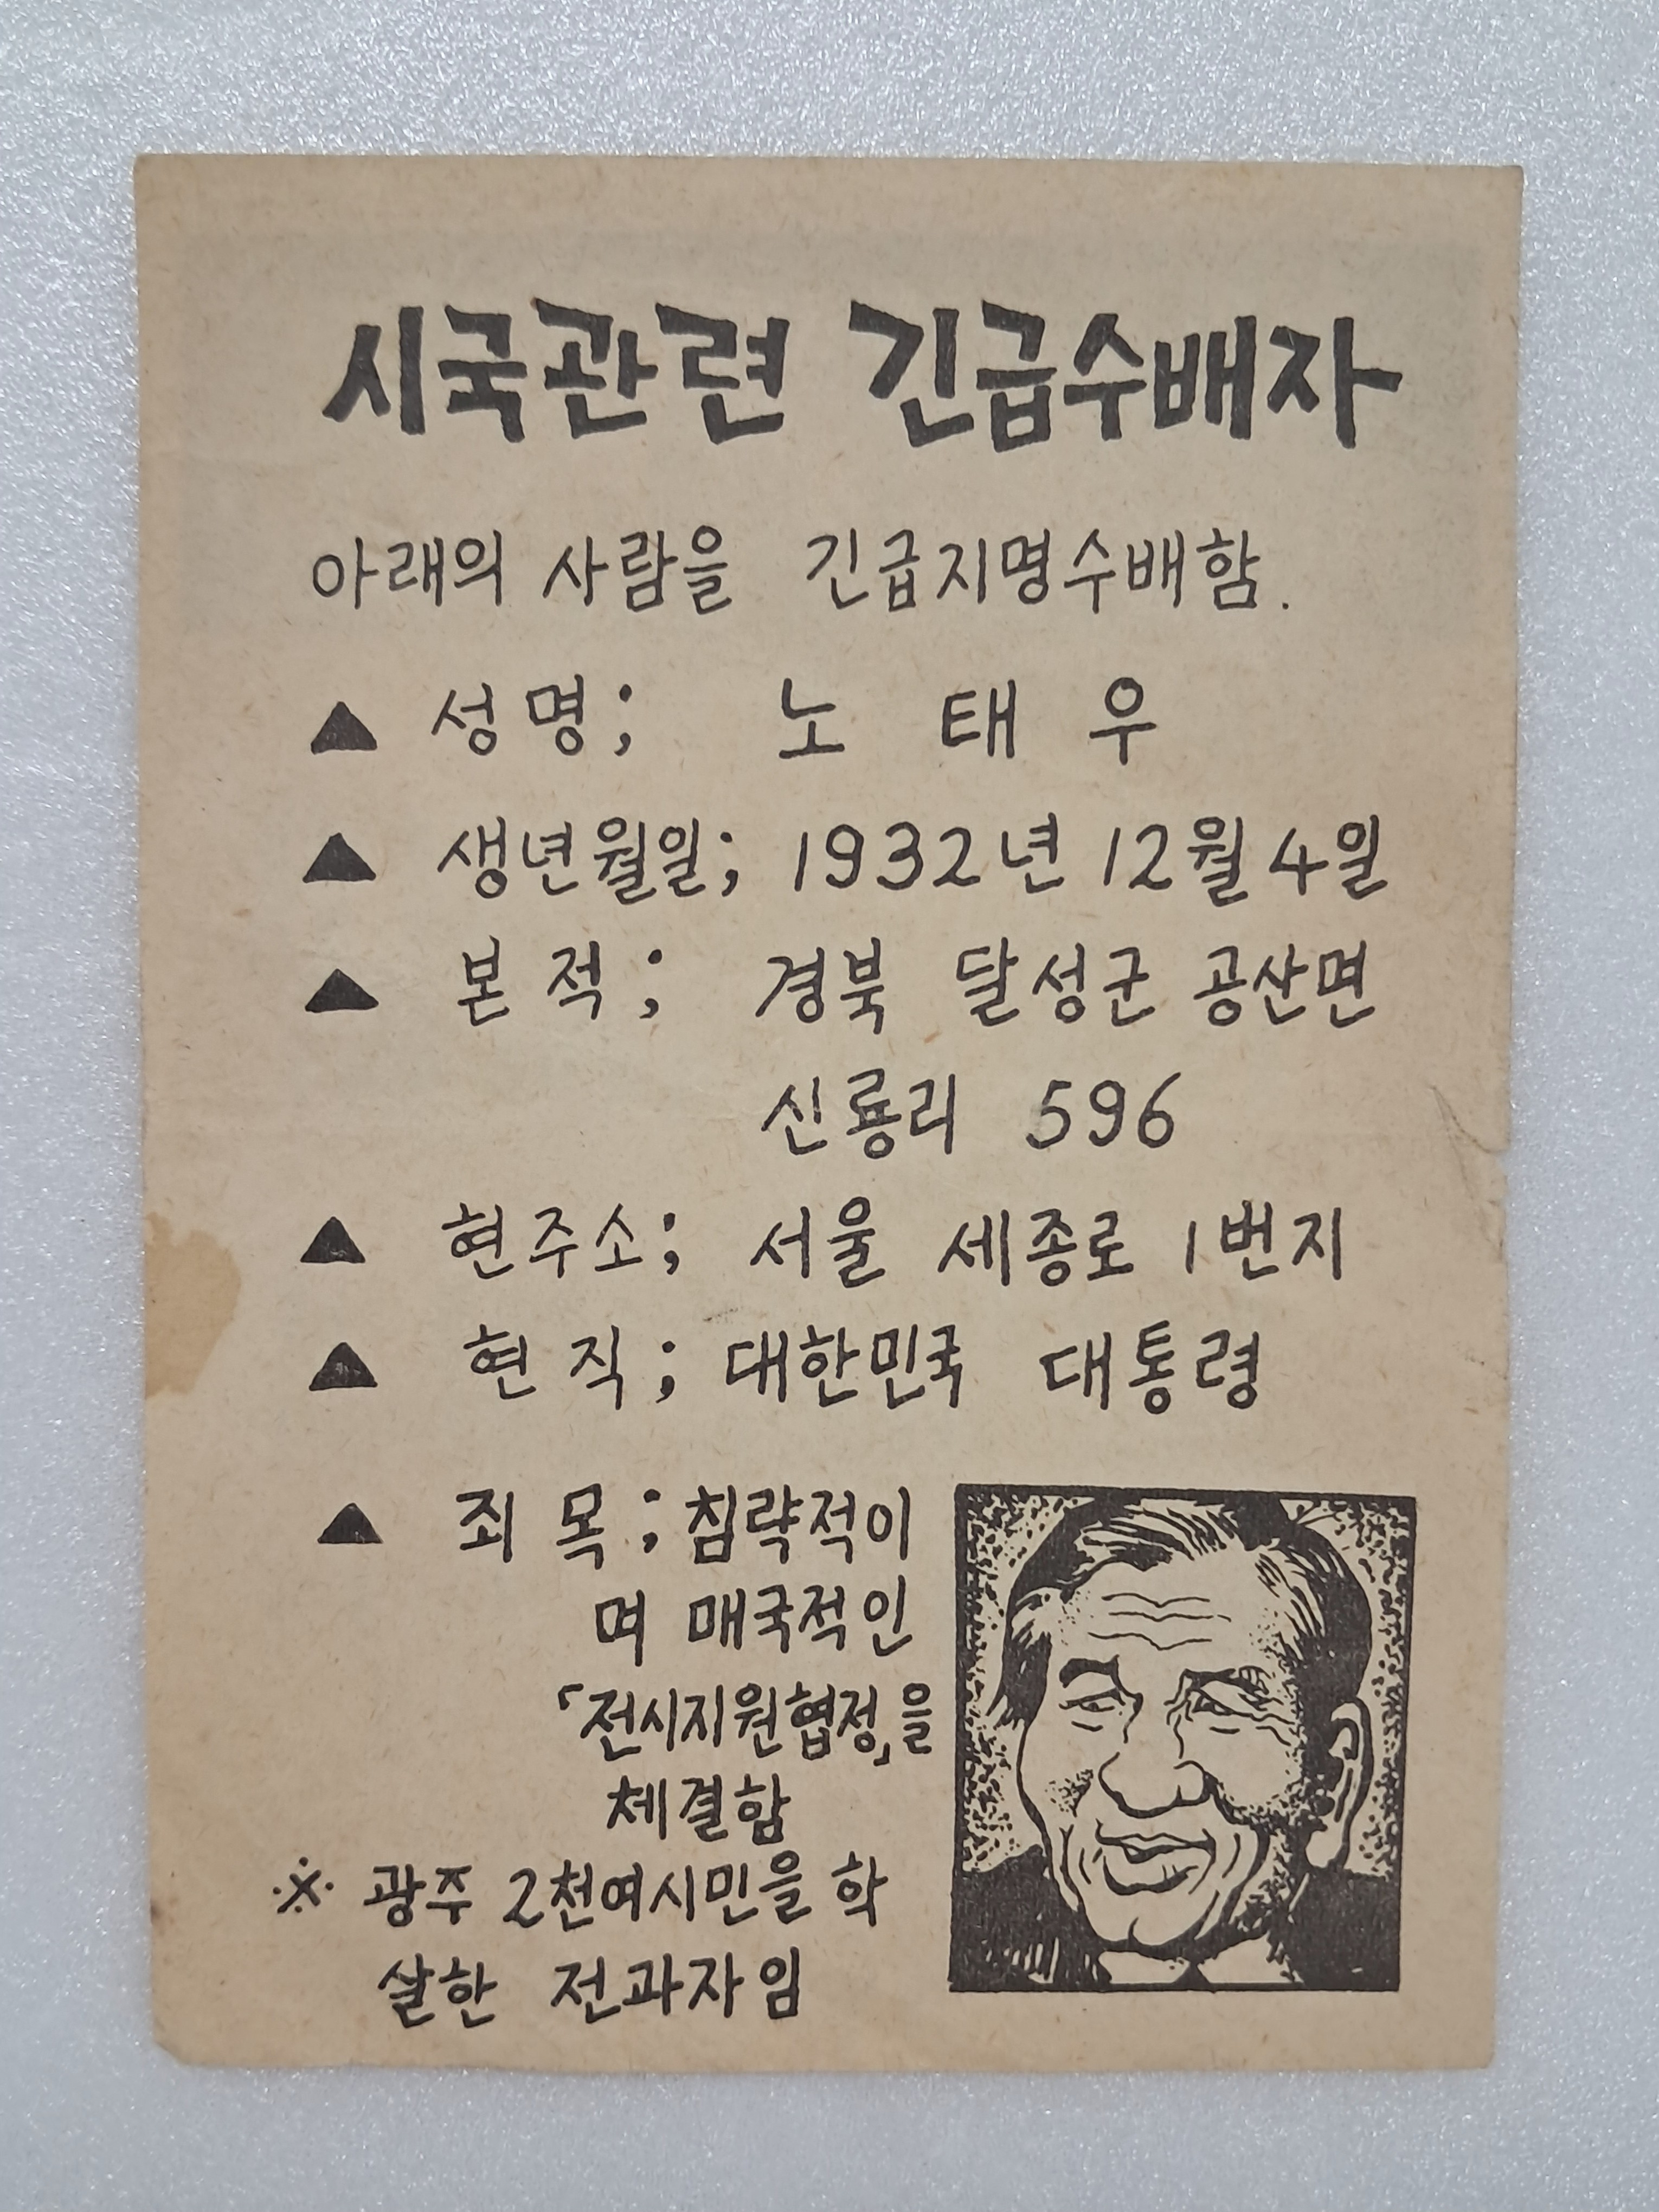 시국관련 긴급수배자
아래의 사람을 긴급지명수배함.
▲ 성명; 노 태 우
▲ 생년월일; 1932년 12월 4일
▲ 본적; 경북 달성군 공산면
신룡리 596
▲ 현주소; 서울 세종로 1번지
▲ 현직; 대한민국 대통령
▲ 죄목; 침략적이
며 매국적인
「전시지원협정」을
체결함
※ 광주 2천여시민을 학
살한 전과자임